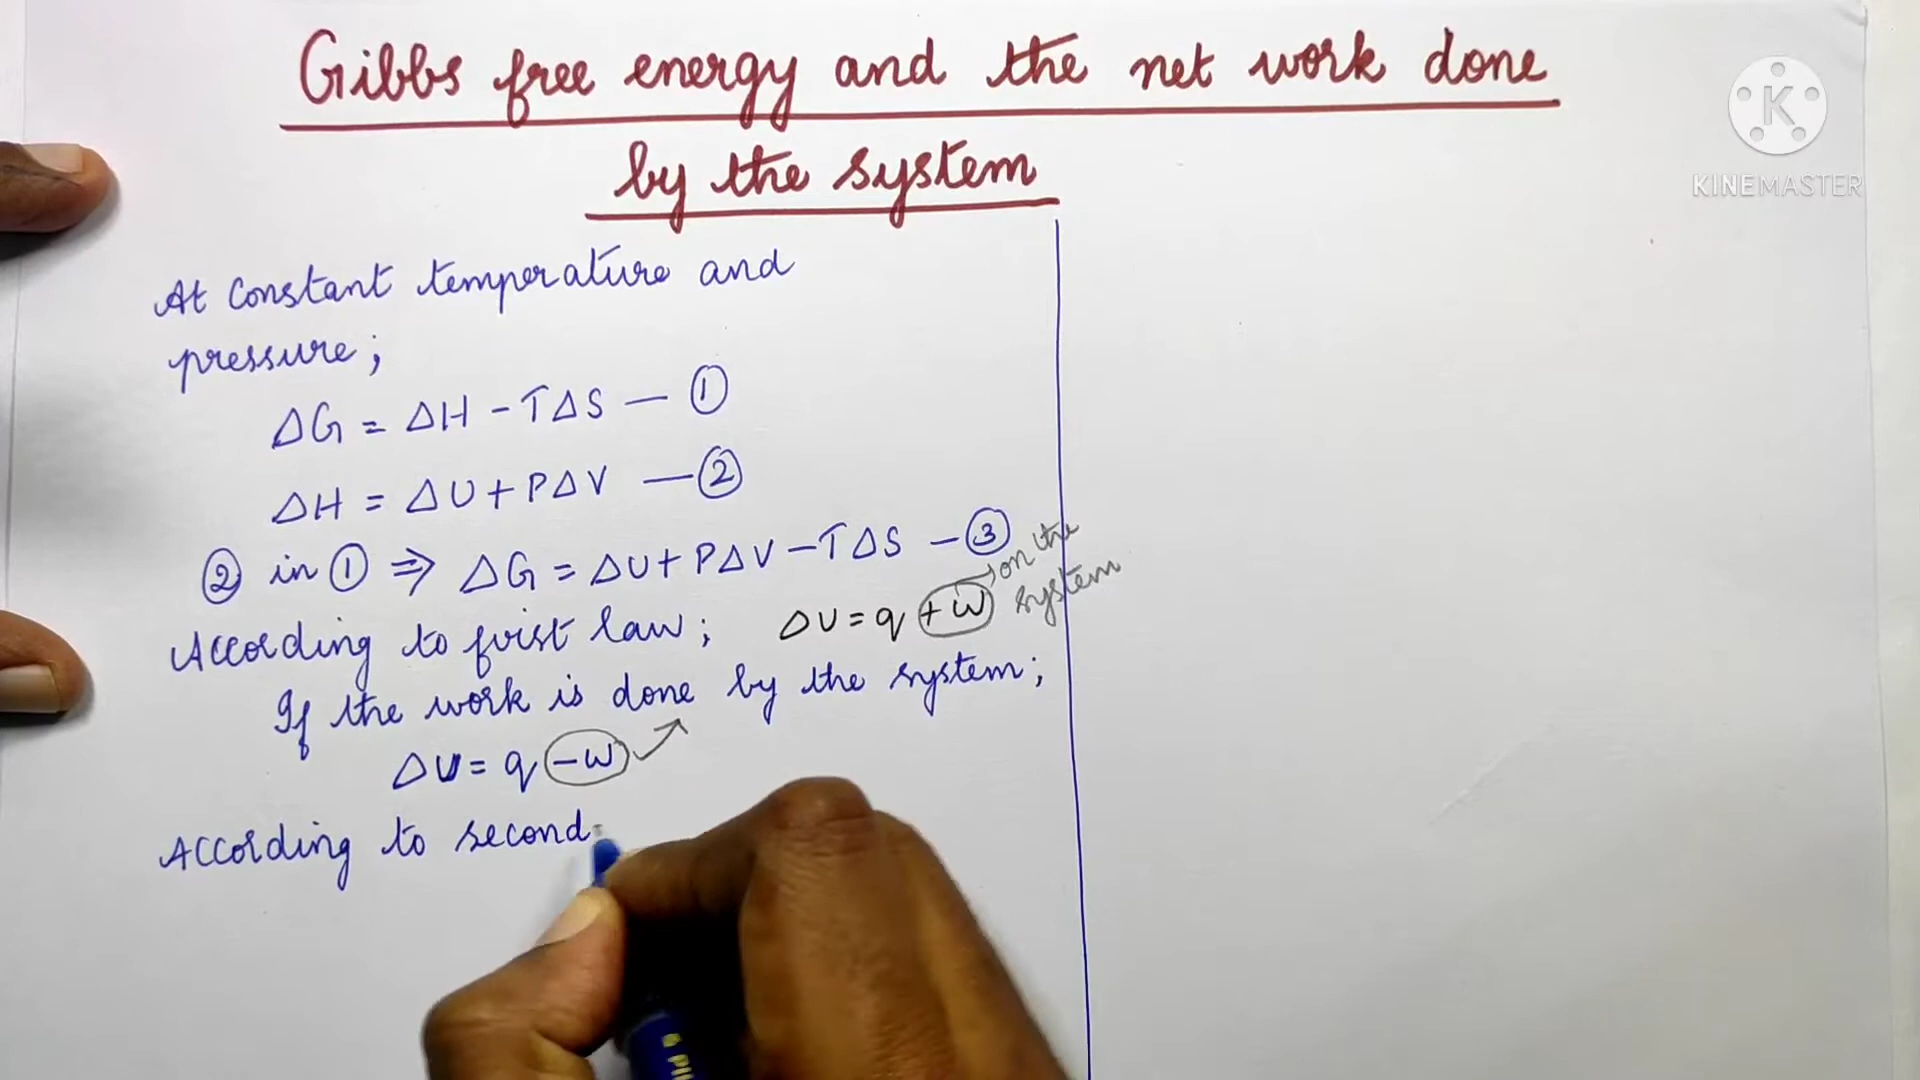 Gibbs free energy and the net work done
by the system
K
KINEMASTER
At constant temperature and
pressure;
ΔG = ΔH - TΔS — ①
ΔH = ΔU + PΔV — ②
② in ① ⇒ ΔG = ΔU + PΔV - TΔS - ③
on the
system
According to first law; ΔU = q + w
If the work is done by the system;
ΔU = q - w
According to second